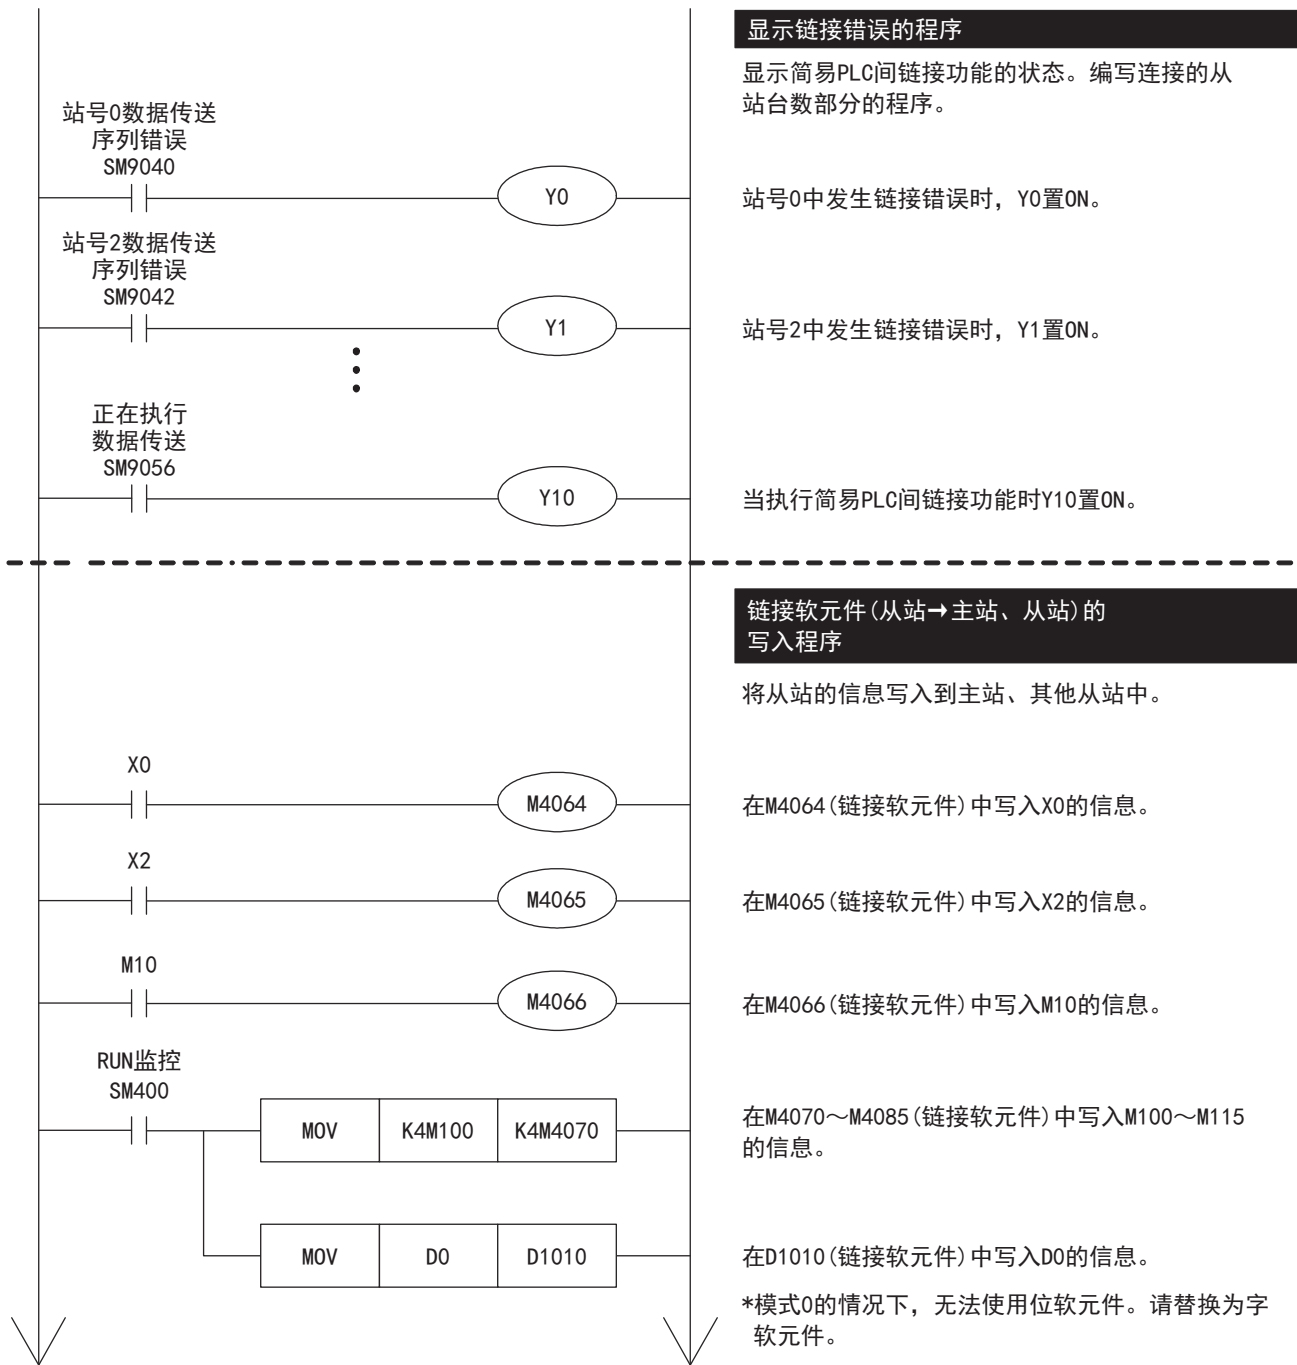 显示链接错误的程序
显示简易PLC间链接功能的状态。编写连接的从
站台数部分的程序。
站号0数据传送
序列错误
SM9040
Y0
站号0中发生链接错误时，Y0置ON。
站号2数据传送
序列错误
SM9042
Y1
站号2中发生链接错误时，Y1置ON。
正在执行
数据传送
SM9056
Y10
当执行简易PLC间链接功能时Y10置ON。
链接软元件(从站→主站、从站)的
写入程序
将从站的信息写入到主站、其他从站中。
X0
M4064
在M4064(链接软元件)中写入X0的信息。
X2
M4065
在M4065(链接软元件)中写入X2的信息。
M10
M4066
在M4066(链接软元件)中写入M10的信息。
RUN监控
SM400
MOV K4M100 K4M4070
在M4070～M4085(链接软元件)中写入M100～M115
的信息。
MOV D0 D1010
在D1010(链接软元件)中写入D0的信息。
*模式0的情况下，无法使用位软元件。请替换为字
软元件。